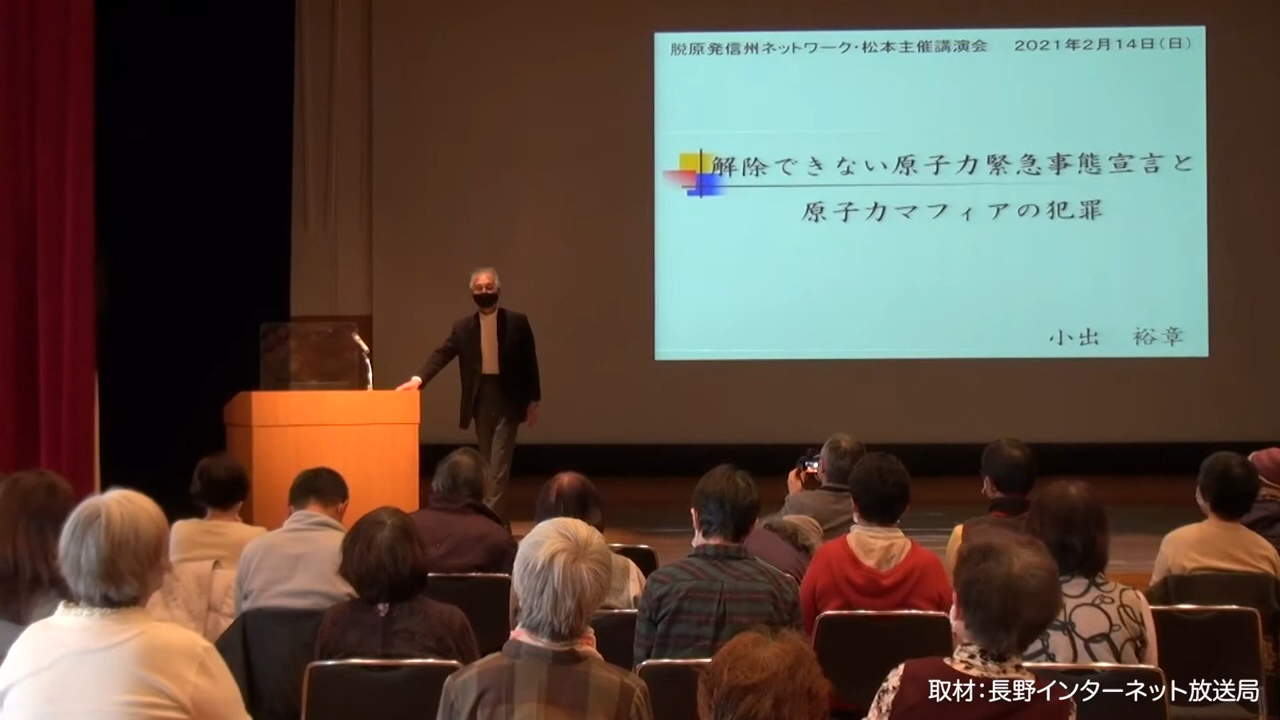 脱原発信州ネットワーク・松本主催講演会　2021年2月14日(日)
解除できない原子力緊急事態宣言と
原子力マフィアの犯罪
小出　裕章
取材：長野インターネット放送局